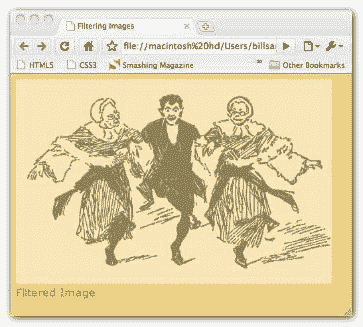 Filtering Images
file:///macintosh%20hd/Users/billsa
HTML5 CSS3 Smashing Magazine » Other Bookmarks
Filtered Image